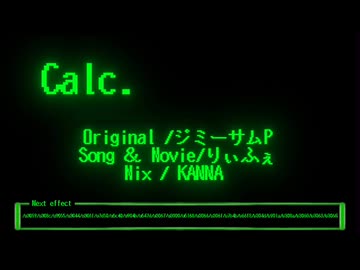 Calc.
Original /ジミーサムP
Song & Movie/りぃふぇ
Mix / KANNA
Next effect